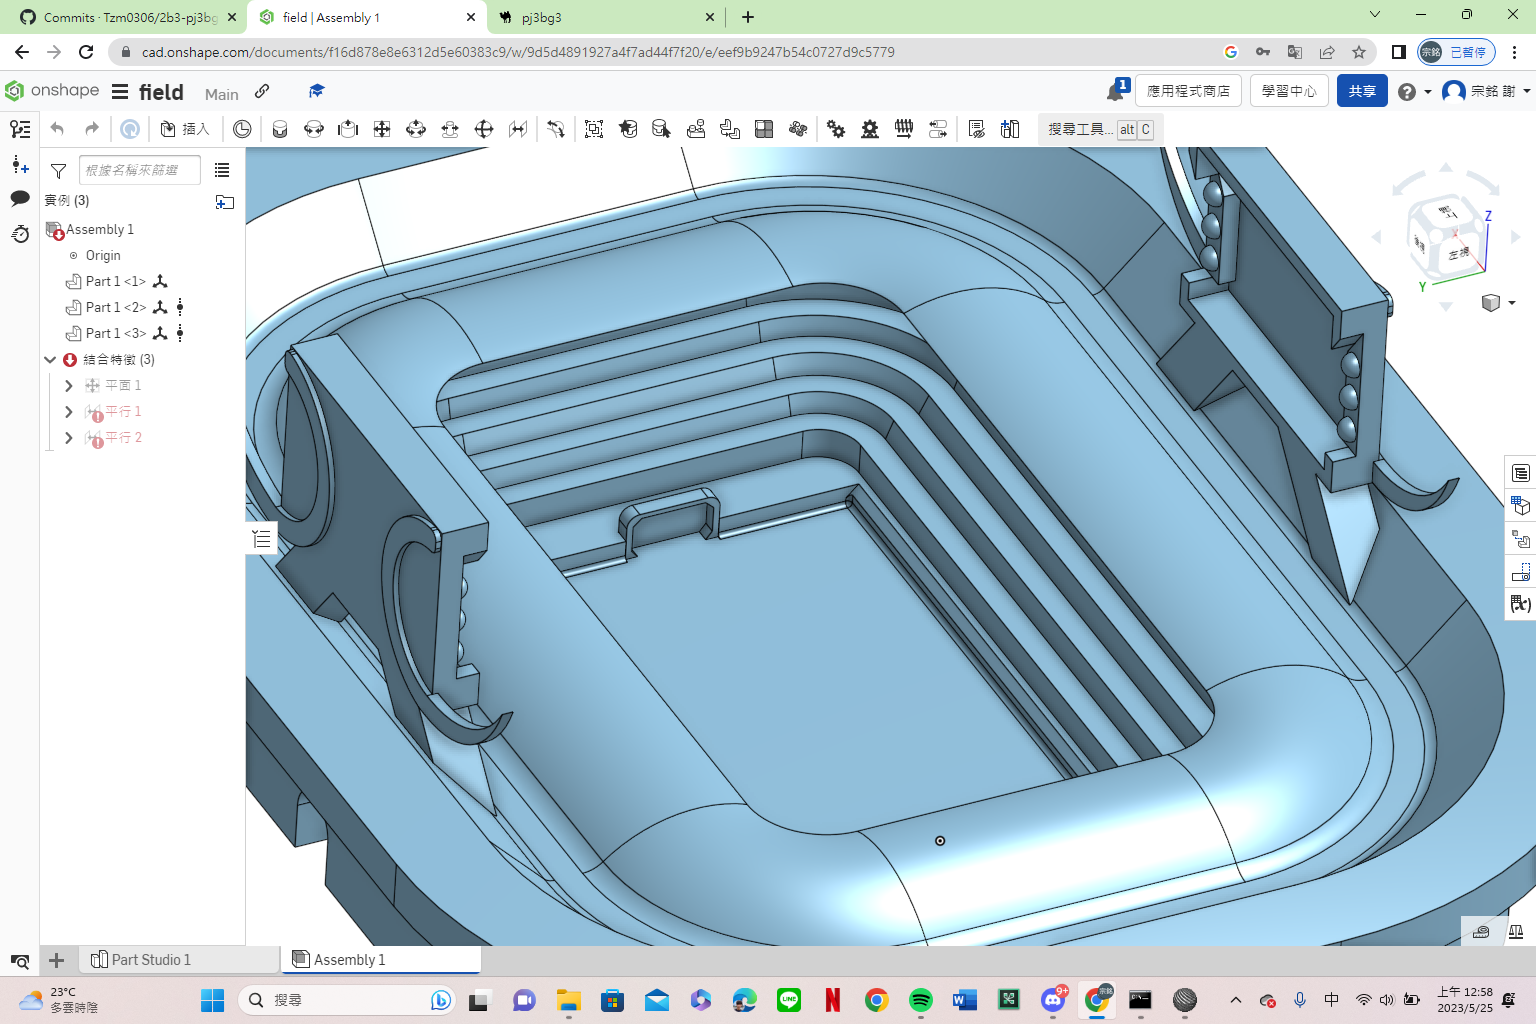 Commits · Tzm0306/2b3-pj3bg
field | Assembly 1
pj3bg3
cad.onshape.com/documents/f16d878e8e6312d5e60383c9/w/9d5d4891927a4f7ad44f7f20/e/eef9b9247b54c0727d9c5779
宗銘
已暫停
onshape
field
Main
1
應用程式商店
學習中心
共享
宗銘 謝
插入
搜尋工具... alt C
根據名稱來篩選
實例 (3)
Assembly 1
Origin
Part 1 <1>
Part 1 <2>
Part 1 <3>
結合特徵 (3)
平面 1
平行 1
平行 2
Z
左視
Y
Part Studio 1
Assembly 1
23°C
多雲時陰
搜尋
9+
宗銘
中
上午 12:58
2023/5/25